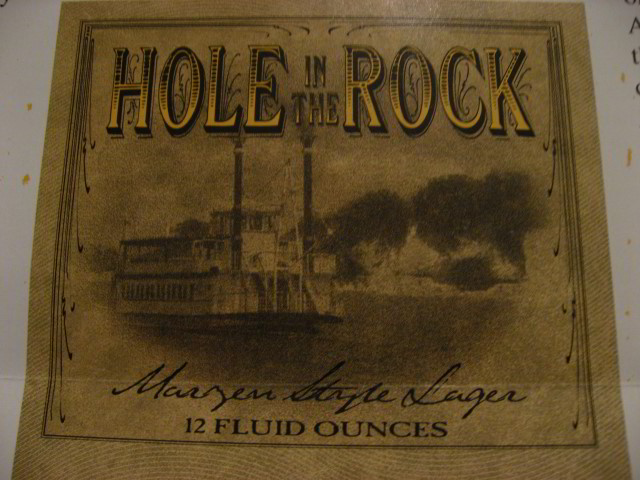 HOLE IN THE ROCK
Marzen Style Lager
12 FLUID OUNCES